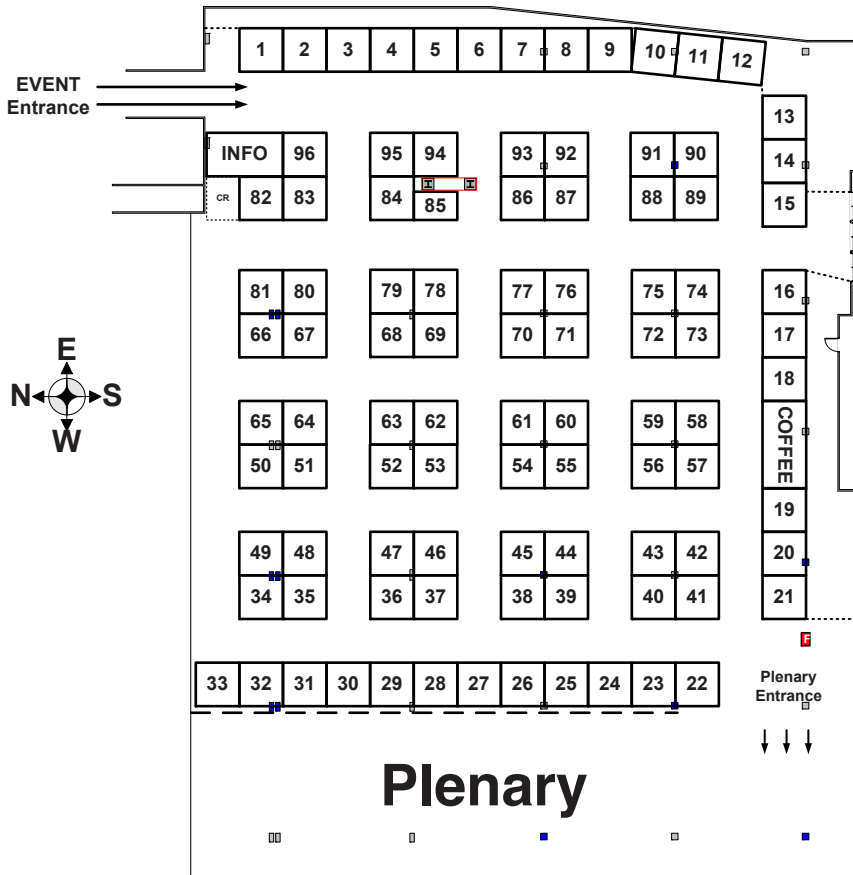 1 2 3 4 5 6 7 8 9 10 11 12
EVENT
Entrance
13
INFO 96 95 94 93 92 91 90 14
CR 82 83 84 85 86 87 88 89 15
H H
81 80 79 78 77 76 75 74 16
66 67 68 69 70 71 72 73 17
E
N S
W
18
65 64 63 62 61 60 59 58
COFFEE
50 51 52 53 54 55 56 57
19
49 48 47 46 45 44 43 42 20
34 35 36 37 38 39 40 41 21
F
33 32 31 30 29 28 27 26 25 24 23 22
Plenary
Entrance
Plenary